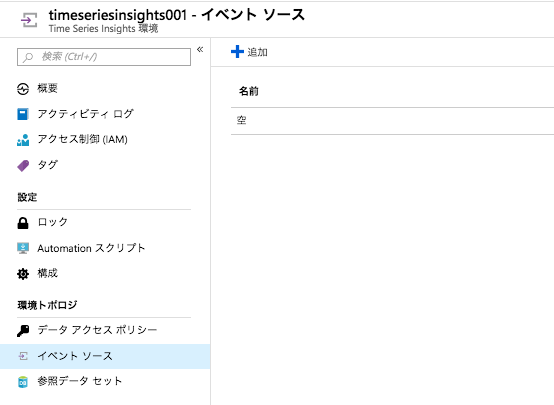 timeseriesinsights001 - イベント ソース
Time Series Insights 環境
検索 (Ctrl+/)
«
概要
アクティビティ ログ
アクセス制御 (IAM)
タグ
設定
ロック
Automation スクリプト
構成
環境トポロジ
データ アクセス ポリシー
イベント ソース
DB
参照データ セット
追加
名前
空